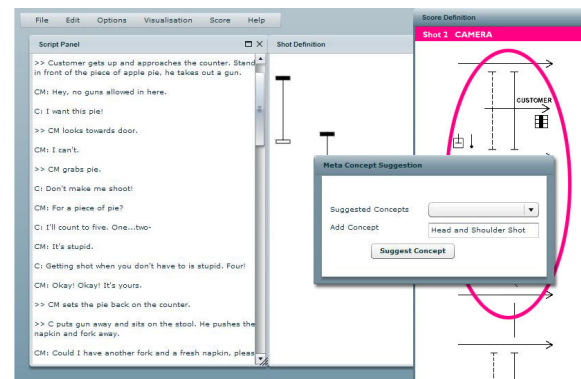 File Edit Options Visualisation Score Help
Script Panel
>> Customer gets up and approaches the counter. Stand
in front of the piece of apple pie, he takes out a gun.
CM: Hey, no guns allowed in here.
C: I want this pie!
>> CM looks towards door.
CM: I can't.
>> CM grabs pie.
C: Don't make me shoot!
CM: For a piece of pie?
C: I'll count to five. One...two-
CM: It's stupid.
C: Getting shot when you don't have to is stupid. Four!
CM: Okay! Okay! It's yours.
>> CM sets the pie back on the counter.
>> C puts gun away and sits on the stool. He pushes the
napkin and fork away.
CM: Could I have another fork and a fresh napkin, pleas
Shot Definition
Meta Concept Suggestion
Suggested Concepts
Add Concept Head and Shoulder Shot
Suggest Concept
Score Definition
Shot 2 CAMERA
CUSTOMER